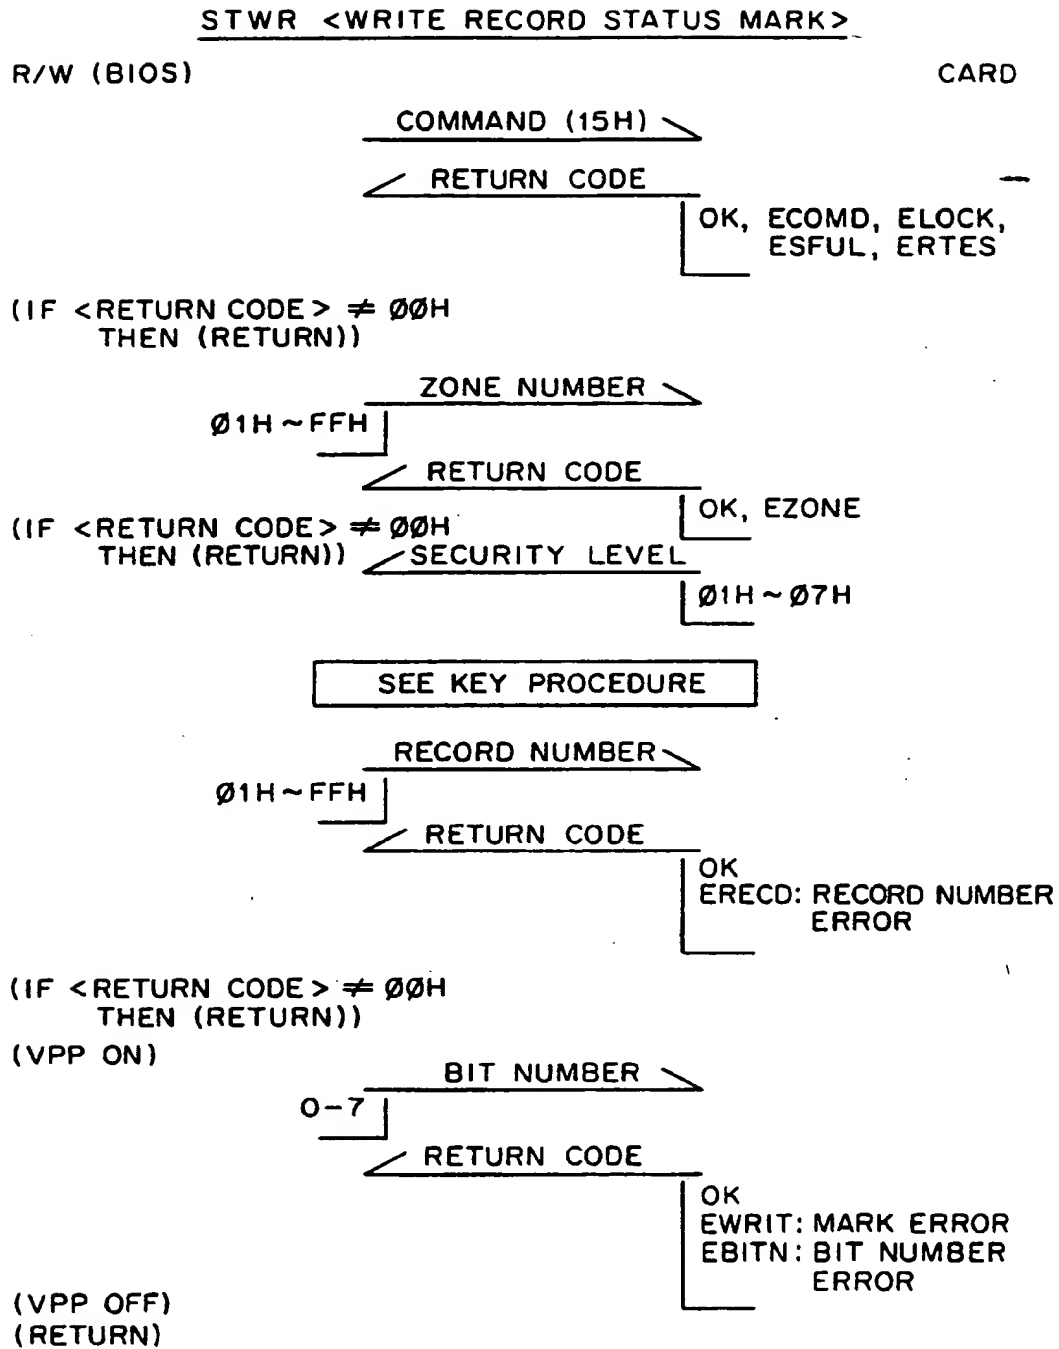 STWR <WRITE RECORD STATUS MARK>
R/W (BIOS) CARD
COMMAND (15H)
RETURN CODE
OK, ECOMD, ELOCK,
ESFUL, ERTES
(IF <RETURN CODE> ≠ ØØH
THEN (RETURN))
ZONE NUMBER
Ø1H ~ FFH
RETURN CODE
OK, EZONE
(IF <RETURN CODE> ≠ ØØH
THEN (RETURN))
SECURITY LEVEL
Ø1H ~ Ø7H
SEE KEY PROCEDURE
RECORD NUMBER
Ø1H ~ FFH
RETURN CODE
OK
ERECD: RECORD NUMBER
ERROR
(IF <RETURN CODE> ≠ ØØH
THEN (RETURN))
(VPP ON)
BIT NUMBER
0-7
RETURN CODE
OK
EWRIT: MARK ERROR
EBITN: BIT NUMBER
ERROR
(VPP OFF)
(RETURN)